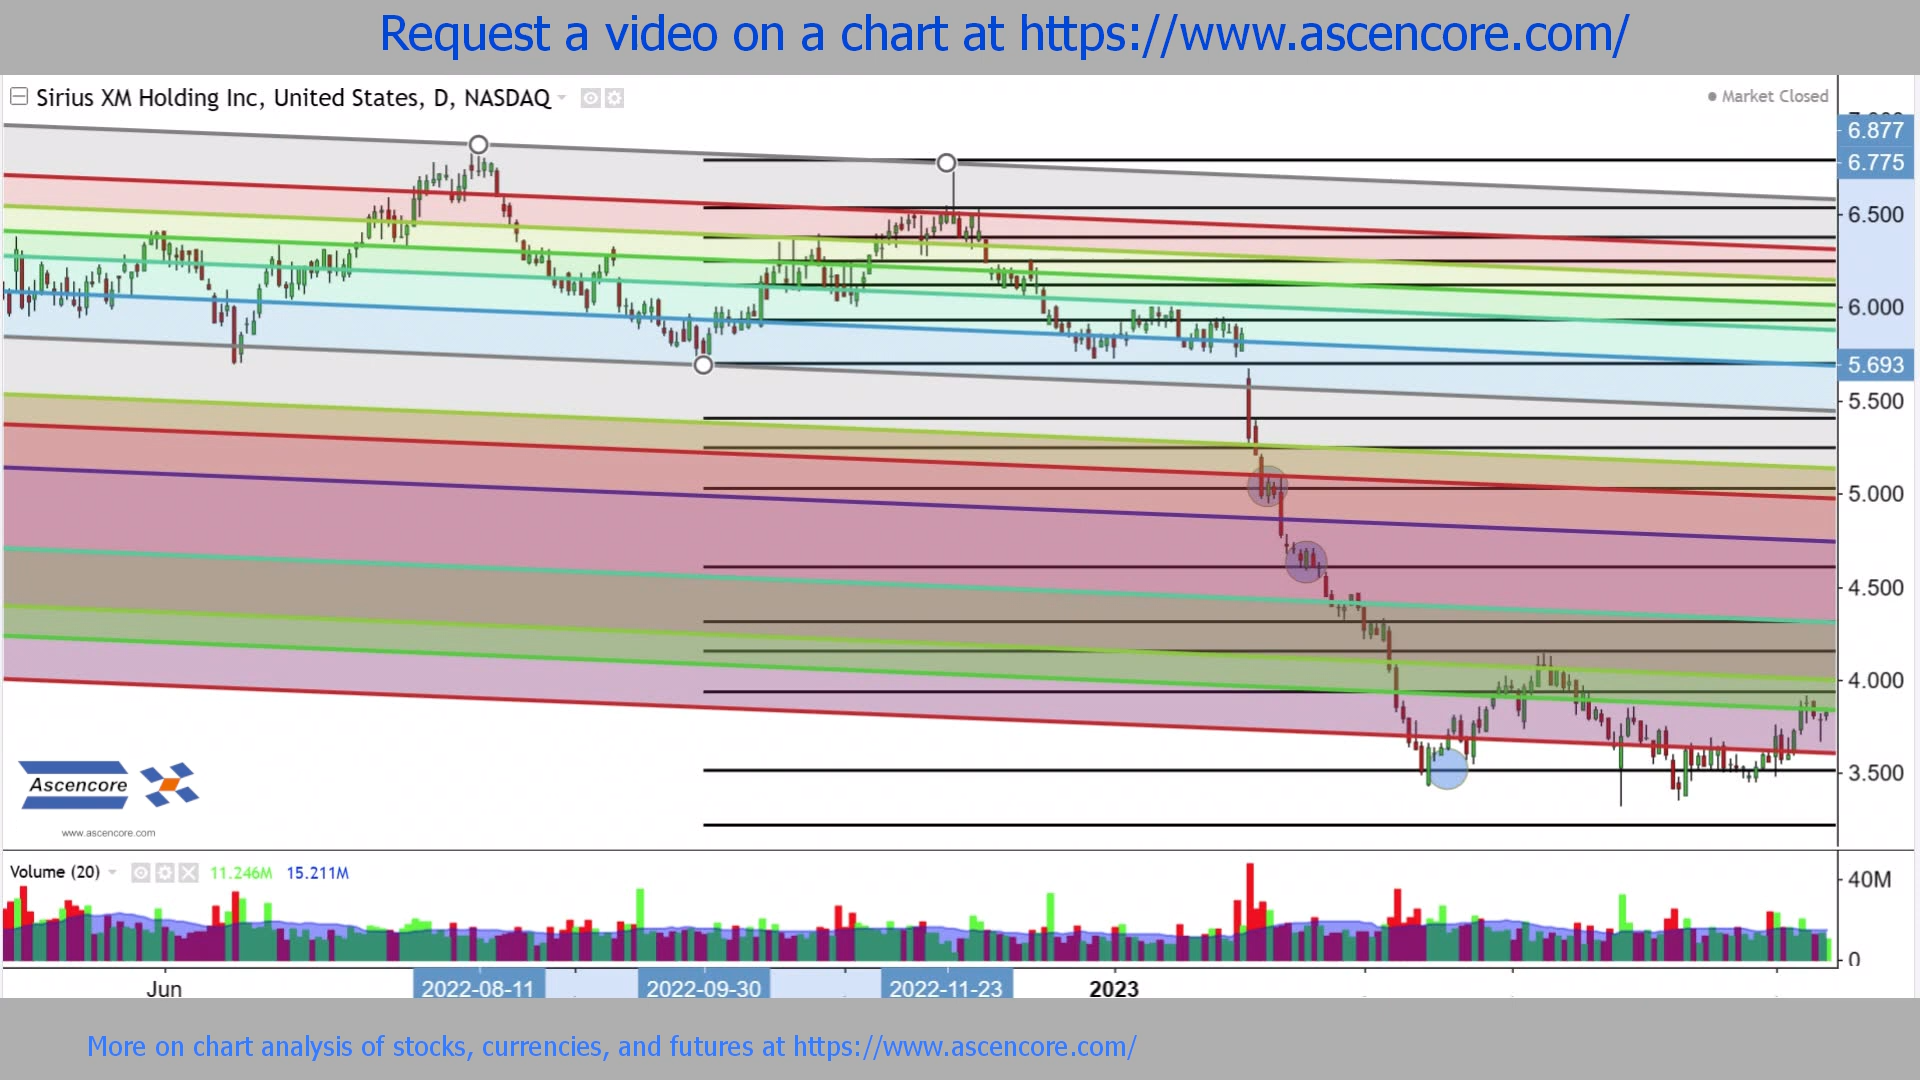 Request a video on a chart at https://www.ascencore.com/
Sirius XM Holding Inc, United States, D, NASDAQ
Market Closed
6.877
6.775
6.500
6.000
5.693
5.500
5.000
4.500
4.000
3.500
Ascencore
www.ascencore.com
Volume (20) 11.246M 15.211M
40M
0
Jun 2022-08-11 2022-09-30 2022-11-23 2023
More on chart analysis of stocks, currencies, and futures at https://www.ascencore.com/